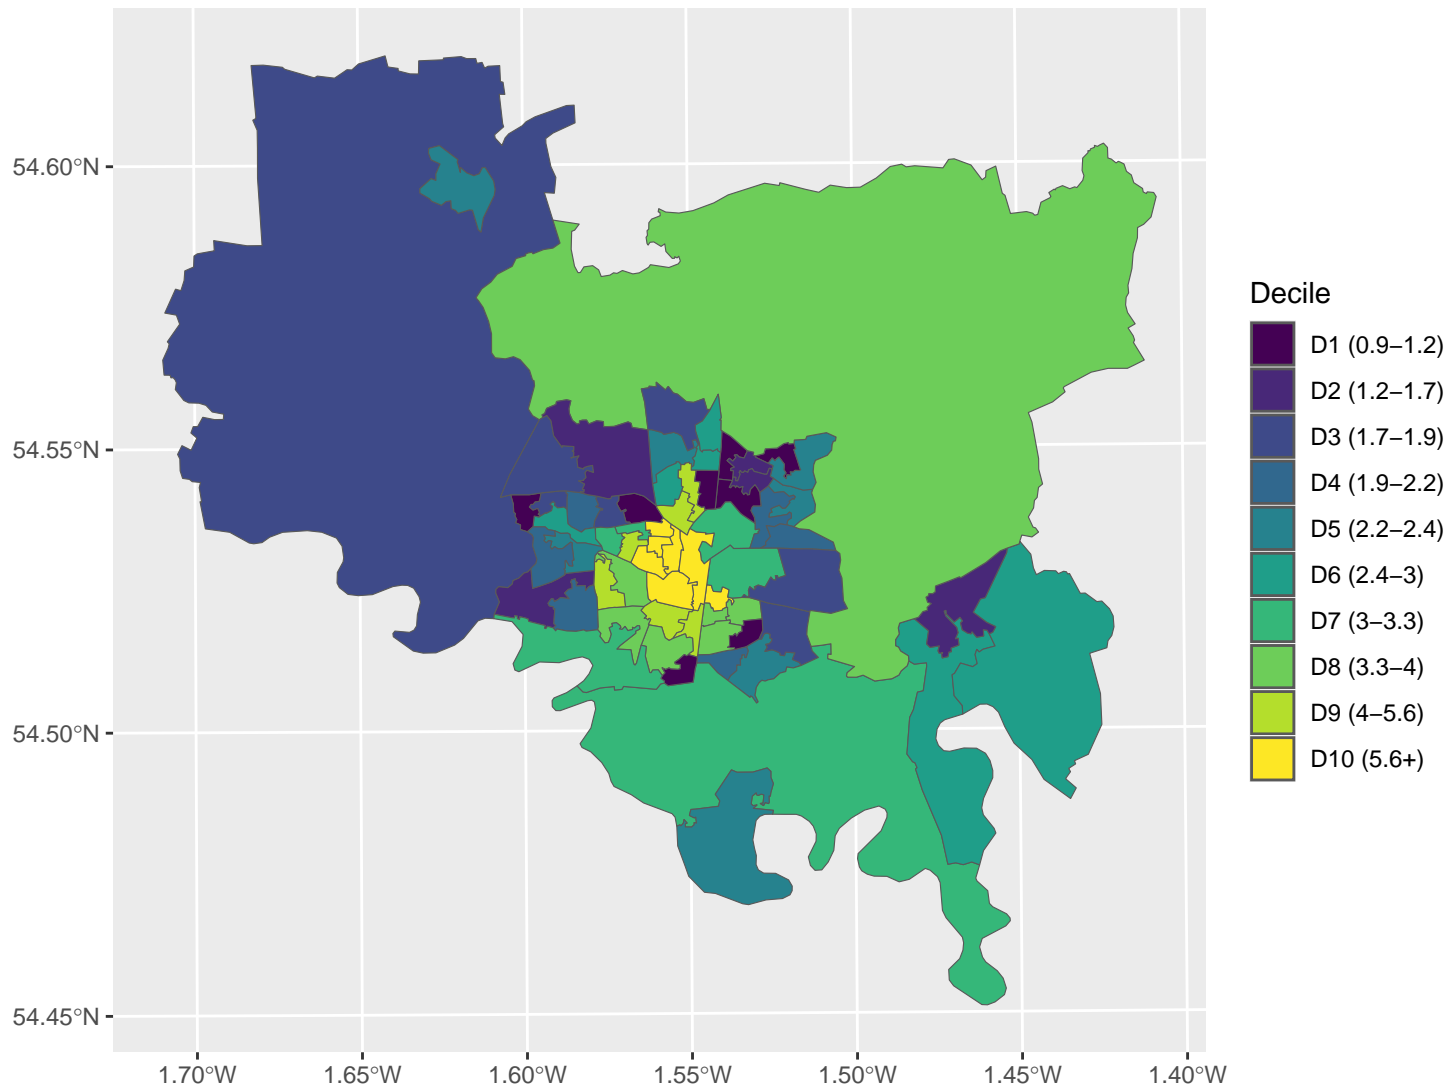 54.60°N
54.55°N
54.50°N
54.45°N
1.70°W 1.65°W 1.60°W 1.55°W 1.50°W 1.45°W 1.40°W
Decile
D1 (0.9–1.2)
D2 (1.2–1.7)
D3 (1.7–1.9)
D4 (1.9–2.2)
D5 (2.2–2.4)
D6 (2.4–3)
D7 (3–3.3)
D8 (3.3–4)
D9 (4–5.6)
D10 (5.6+)